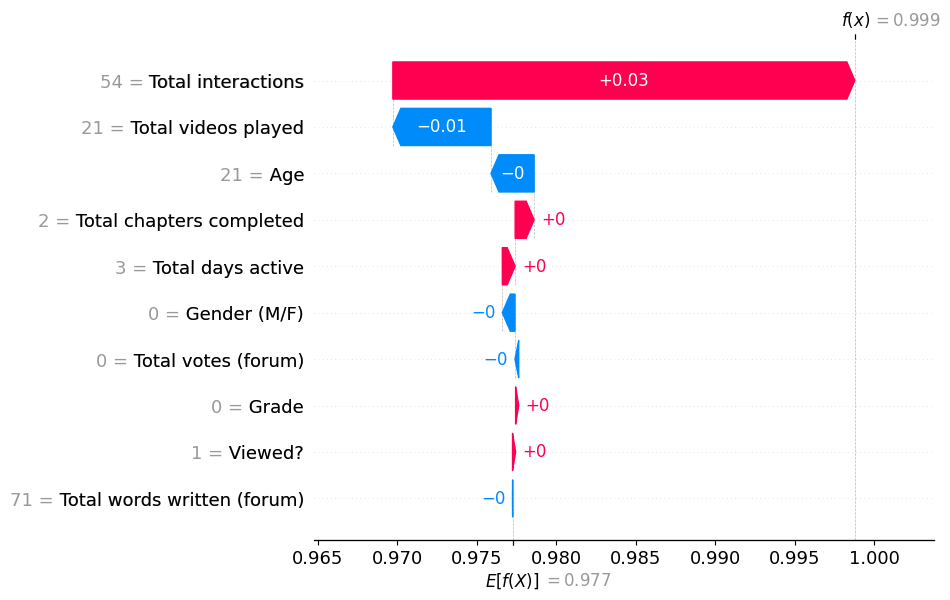 f(x) = 0.999
54 = Total interactions +0.03
21 = Total videos played −0.01
21 = Age −0
2 = Total chapters completed +0
3 = Total days active +0
0 = Gender (M/F) −0
0 = Total votes (forum) −0
0 = Grade +0
1 = Viewed? +0
71 = Total words written (forum) −0
0.965 0.970 0.975 0.980 0.985 0.990 0.995 1.000
E[f(X)] = 0.977